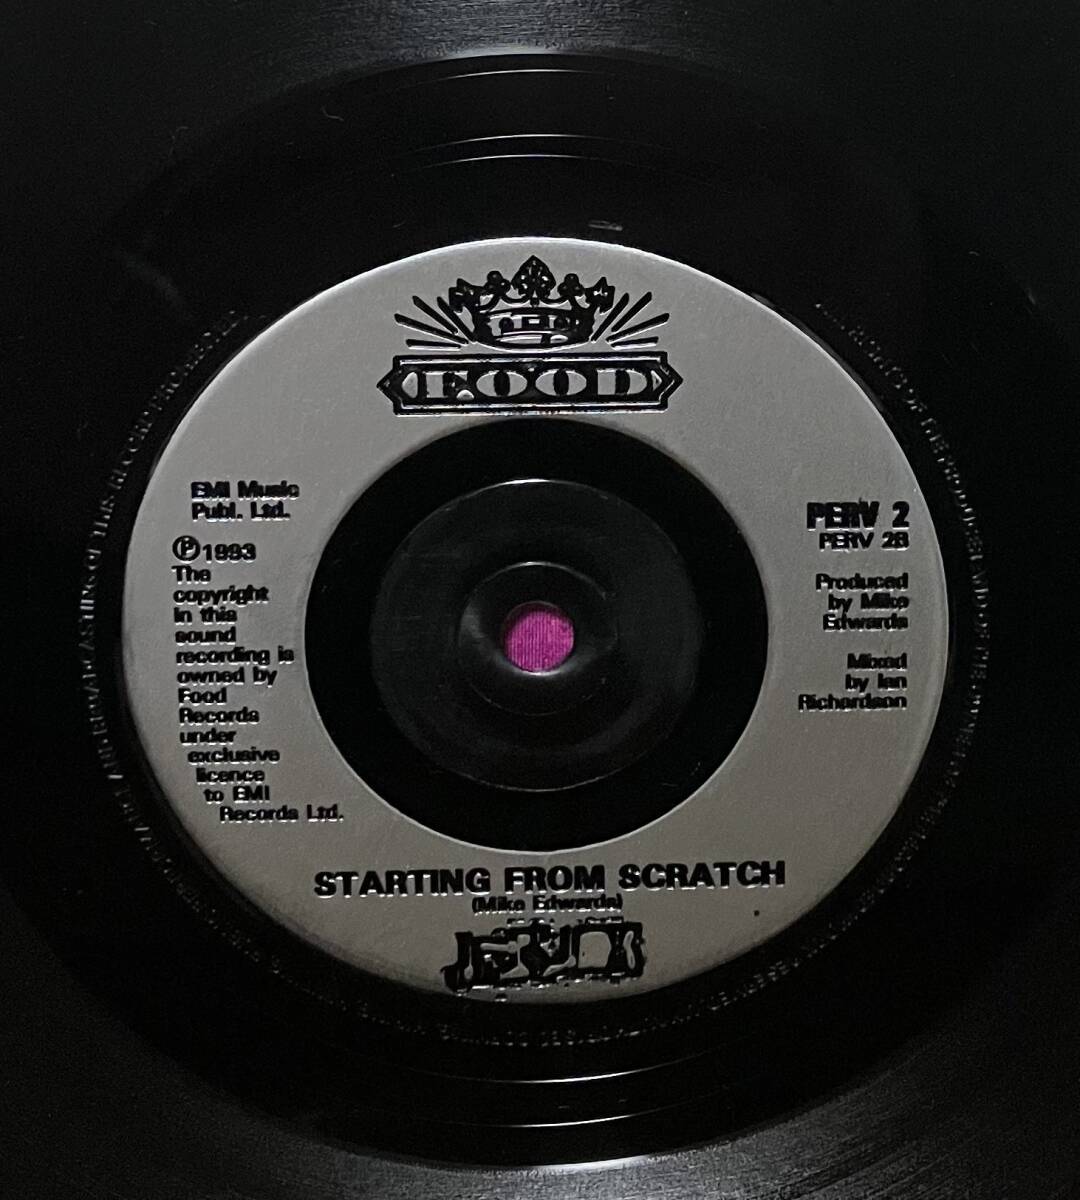 FOOD
EMI Music
Publ. Ltd.
℗1993
The
copyright
in this
sound
recording is
owned by
Food
Records
under
exclusive
licence
to EMI
Records Ltd.
PERV 2
PERV 2B
Produced
by Mike
Edwards
Mixed
by Ian
Richardson
STARTING FROM SCRATCH
(Mike Edwards)